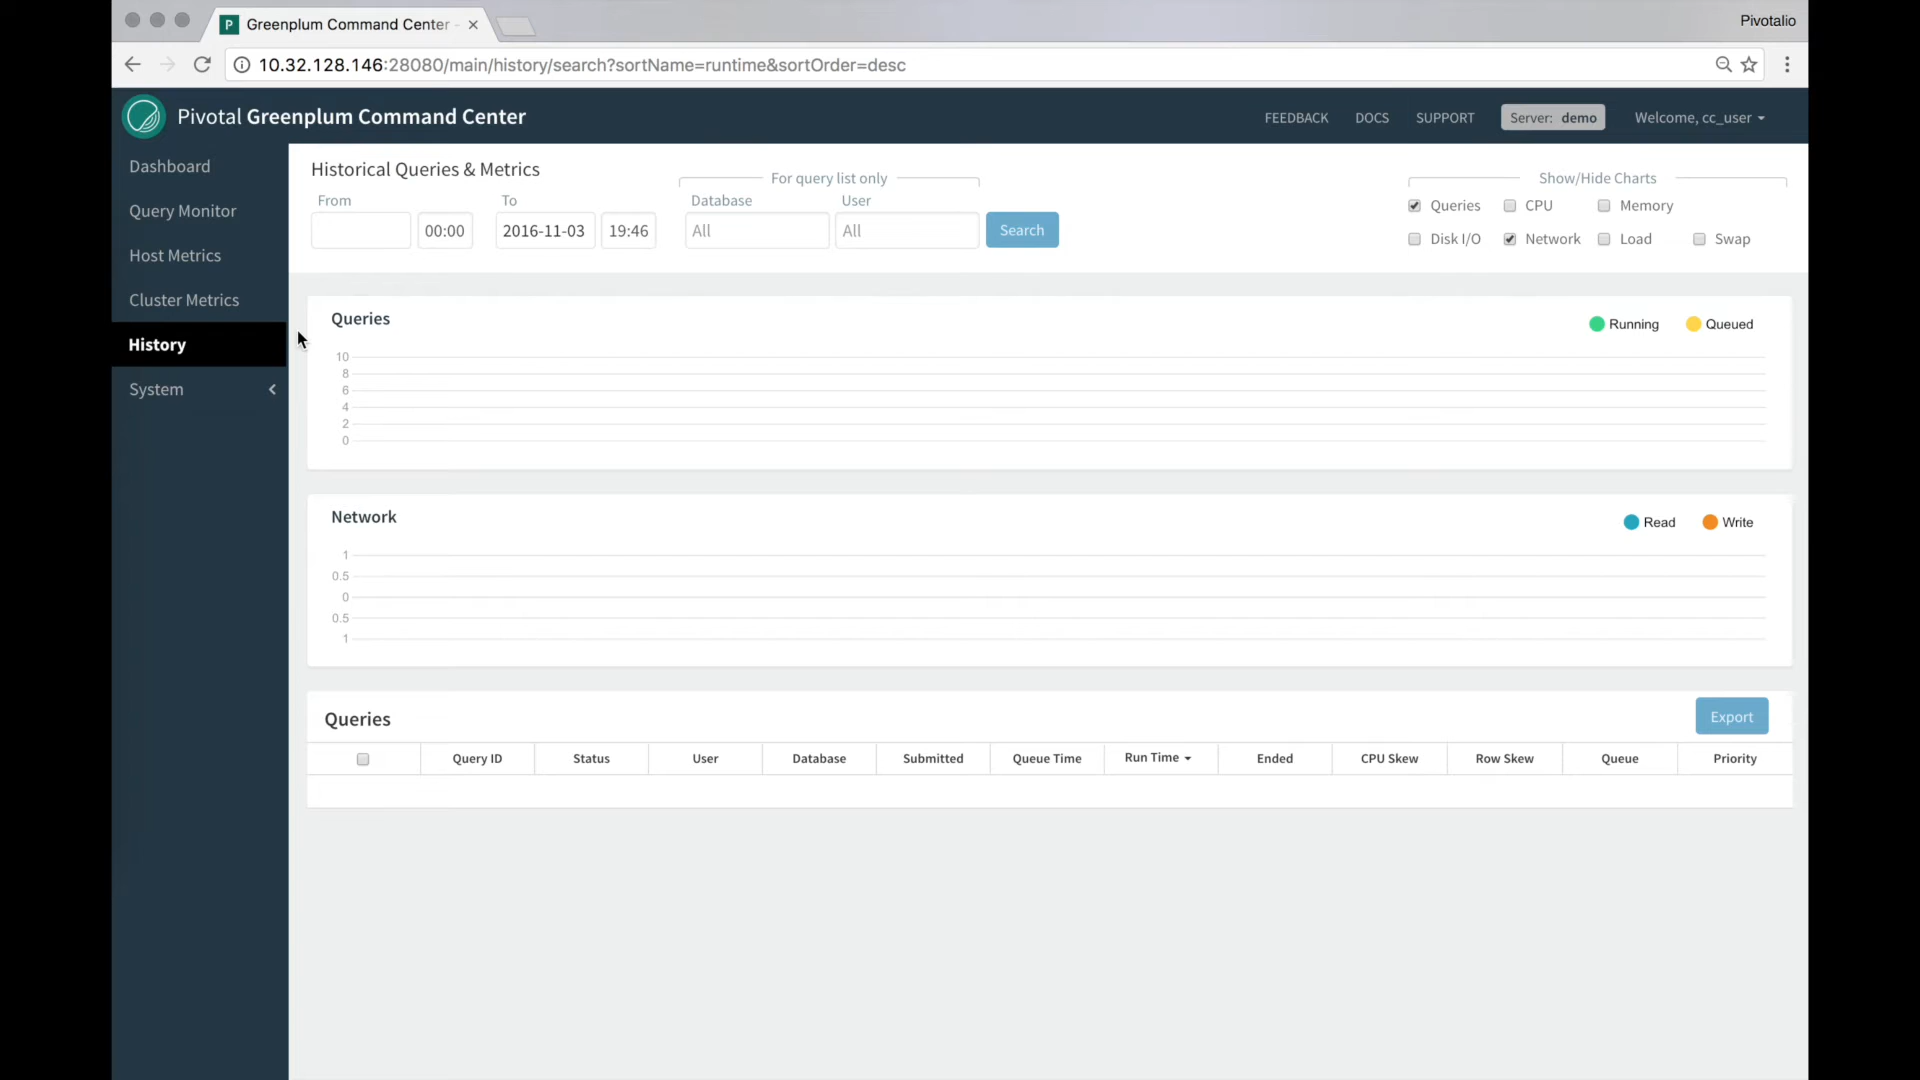 P Greenplum Command Center -
Pivotalio
10.32.128.146:28080/main/history/search?sortName=runtime&sortOrder=desc
Pivotal Greenplum Command Center
FEEDBACK DOCS SUPPORT Server: demo Welcome, cc_user
Dashboard
Query Monitor
Host Metrics
Cluster Metrics
History
System
Historical Queries & Metrics
For query list only
Show/Hide Charts
From To Database User
00:00 2016-11-03 19:46 All All Search
Queries CPU Memory
Disk I/O Network Load Swap
Queries
Running Queued
10
8
6
4
2
0
Network
Read Write
1
0.5
0
0.5
1
Queries
Export
Query ID Status User Database Submitted Queue Time Run Time Ended CPU Skew Row Skew Queue Priority